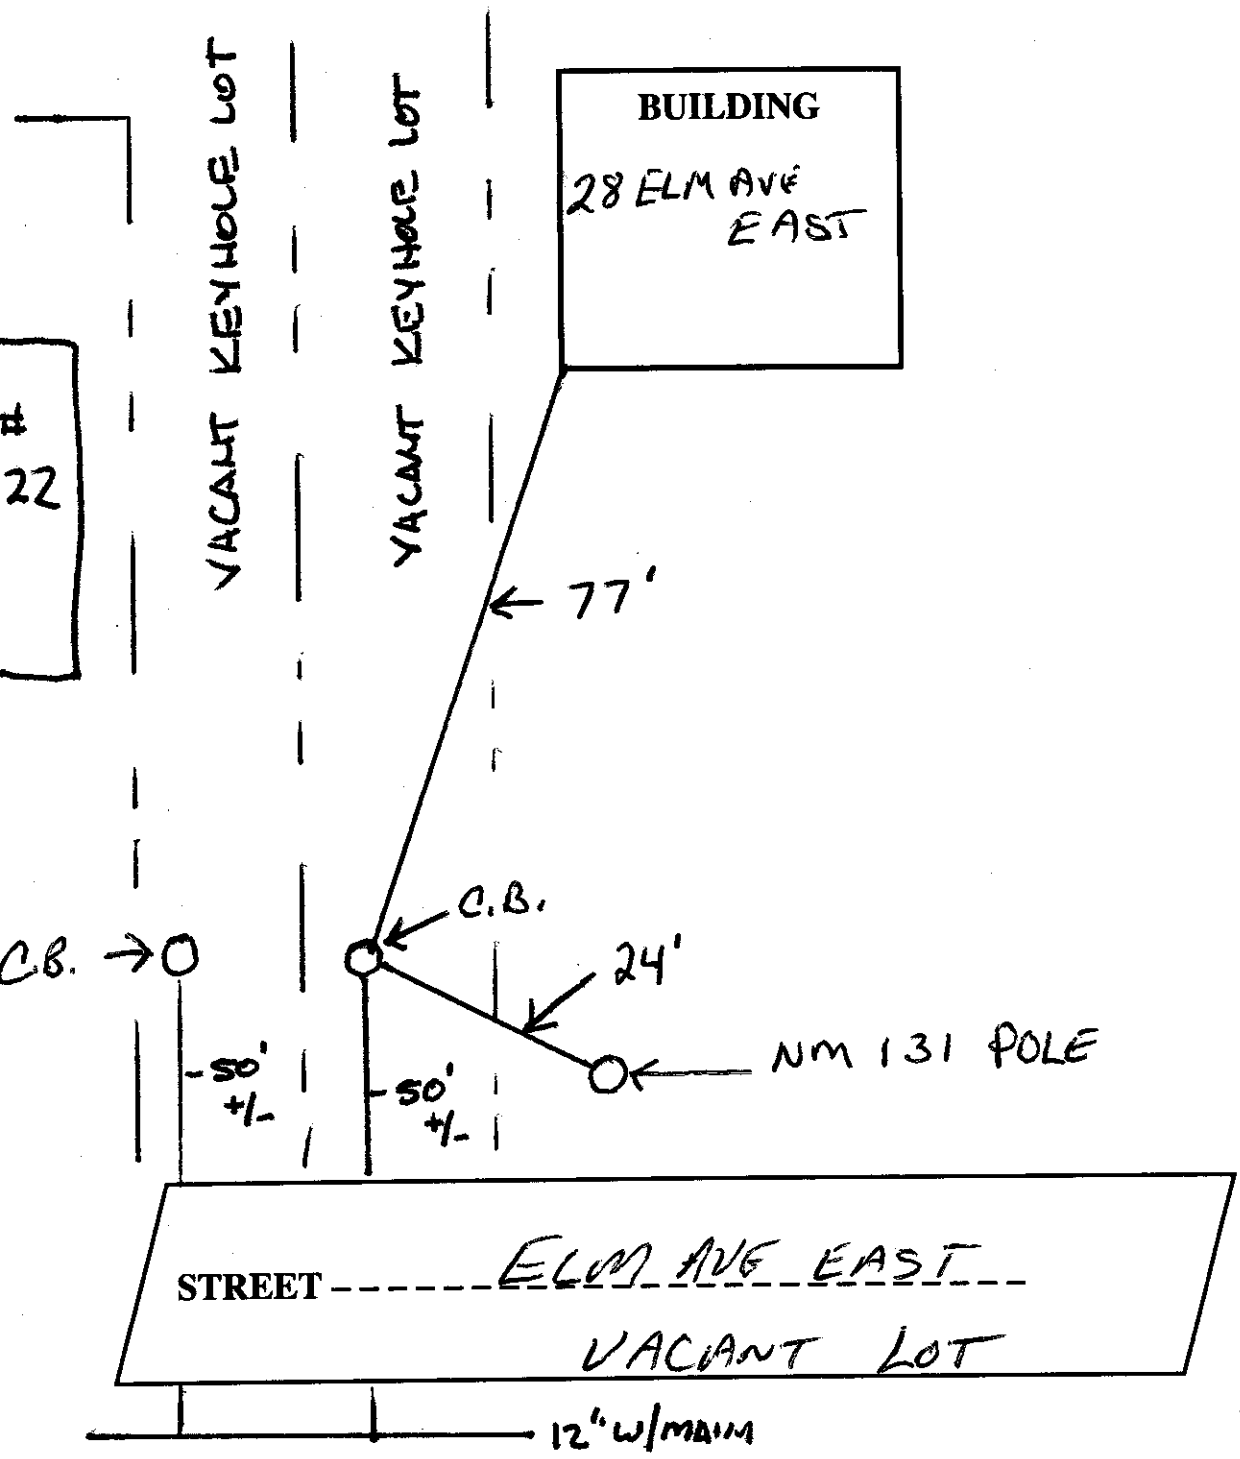 VACANT KEYHOLE LOT
VACANT KEYHOLE LOT
BUILDING
28 ELM AVE
EAST
#
22
77'
C.B.
C.B.
24'
NM 131 POLE
50'
+/-
50'
+/-
ELM AVE EAST
STREET
VACANT LOT
12" W/MAIN